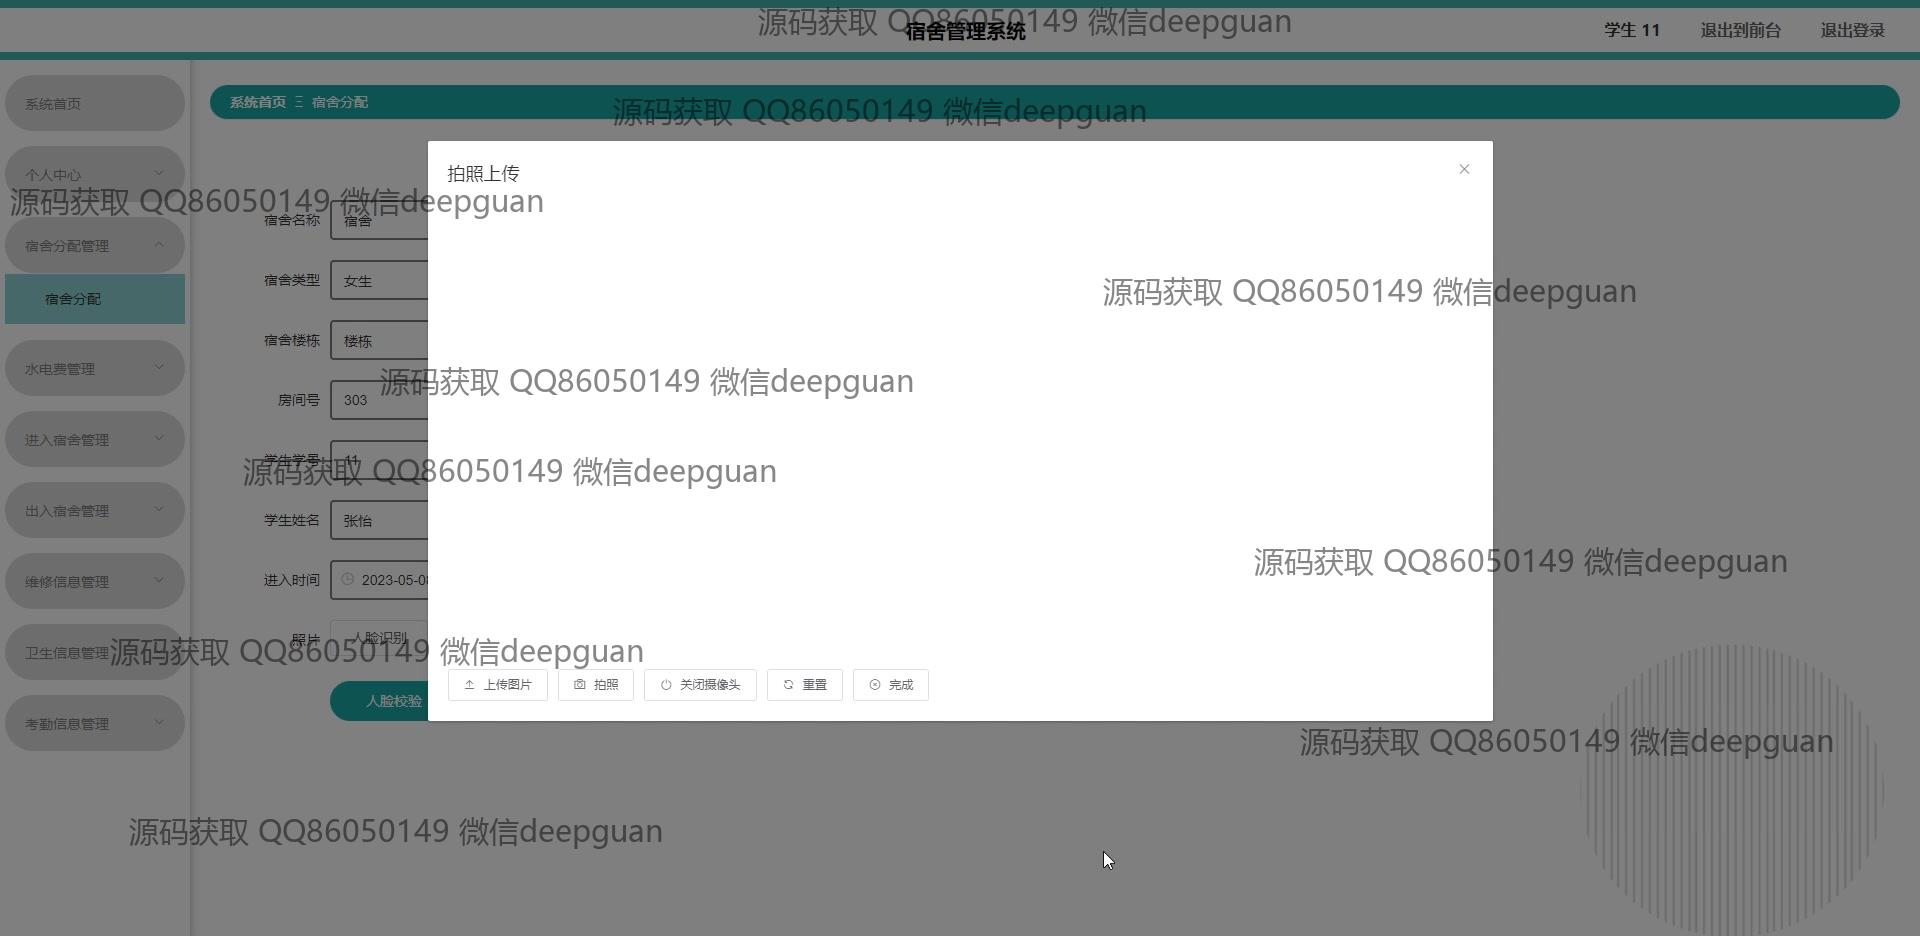 源码获取 QQ86050149 微信deepguan
宿舍管理系统
学生 11
退出到前台
退出登录
系统首页
个人中心
宿舍分配管理
宿舍分配
水电费管理
进入宿舍管理
出入宿舍管理
维修信息管理
卫生信息管理
考勤信息管理
系统首页 Ξ 宿舍分配
源码获取 QQ86050149 微信deepguan
拍照上传
源码获取 QQ86050149 微信deepguan
宿舍名称 宿舍
宿舍类型 女生
源码获取 QQ86050149 微信deepguan
宿舍楼栋 楼栋
源码获取 QQ86050149 微信deepguan
房间号 303
学生学号 11
源码获取 QQ86050149 微信deepguan
学生姓名 张怡
源码获取 QQ86050149 微信deepguan
进入时间 2023-05-08
照片 人脸识别
源码获取 QQ86050149 微信deepguan
上传图片 拍照 关闭摄像头 重置 完成
人脸校验
源码获取 QQ86050149 微信deepguan
源码获取 QQ86050149 微信deepguan